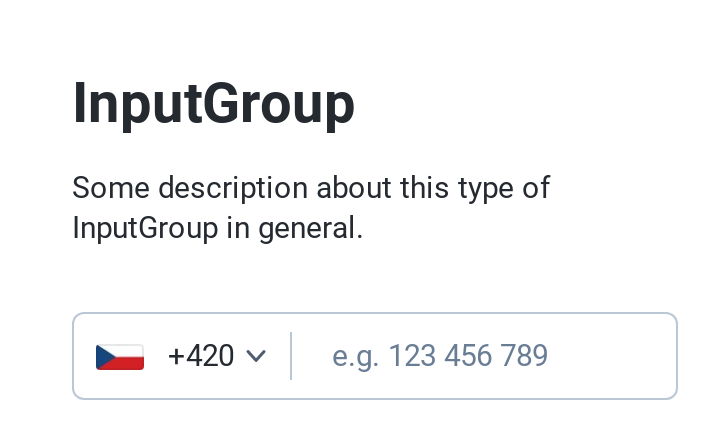 InputGroup
Some description about this type of
InputGroup in general.
+420 e.g. 123 456 789